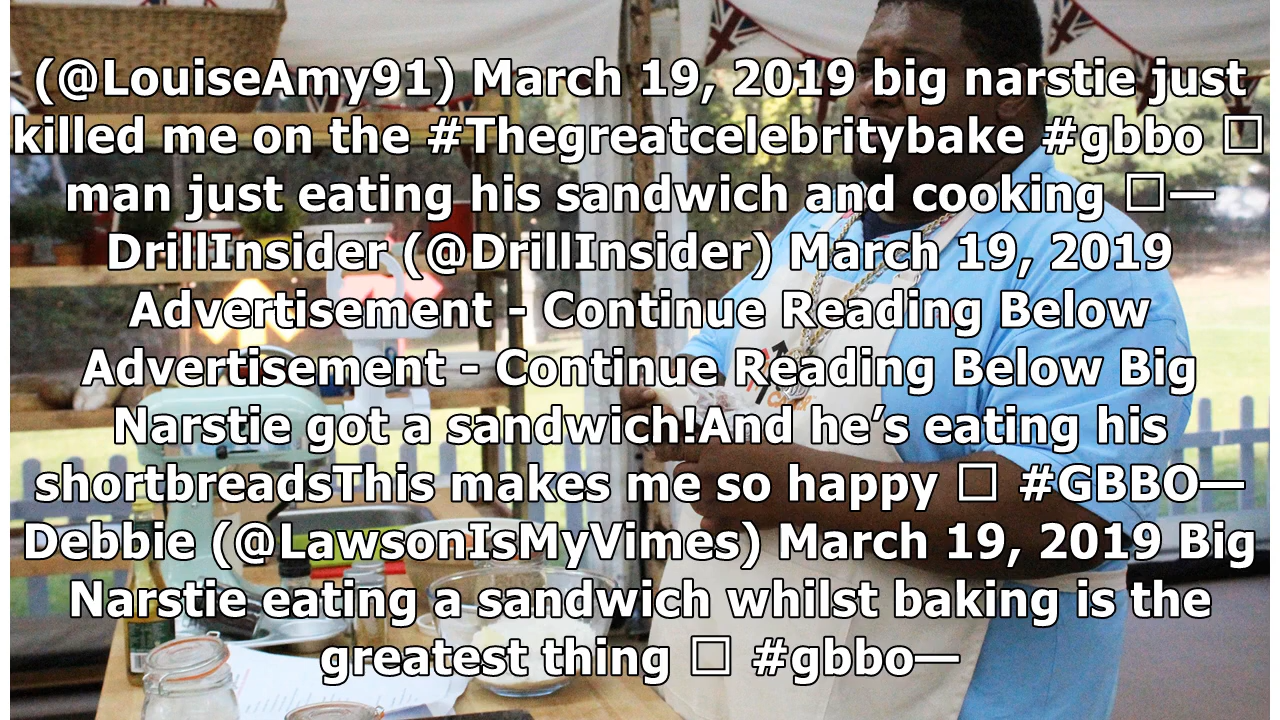 (@LouiseAmy91) March 19, 2019 big narstie just
killed me on the #Thegreatcelebritybake #gbbo □
man just eating his sandwich and cooking □—
DrillInsider (@DrillInsider) March 19, 2019
Advertisement - Continue Reading Below
Advertisement - Continue Reading Below Big
Narstie got a sandwich!And he’s eating his
shortbreadsThis makes me so happy □ #GBBO—
Debbie (@LawsonIsMyVimes) March 19, 2019 Big
Narstie eating a sandwich whilst baking is the
greatest thing □ #gbbo—